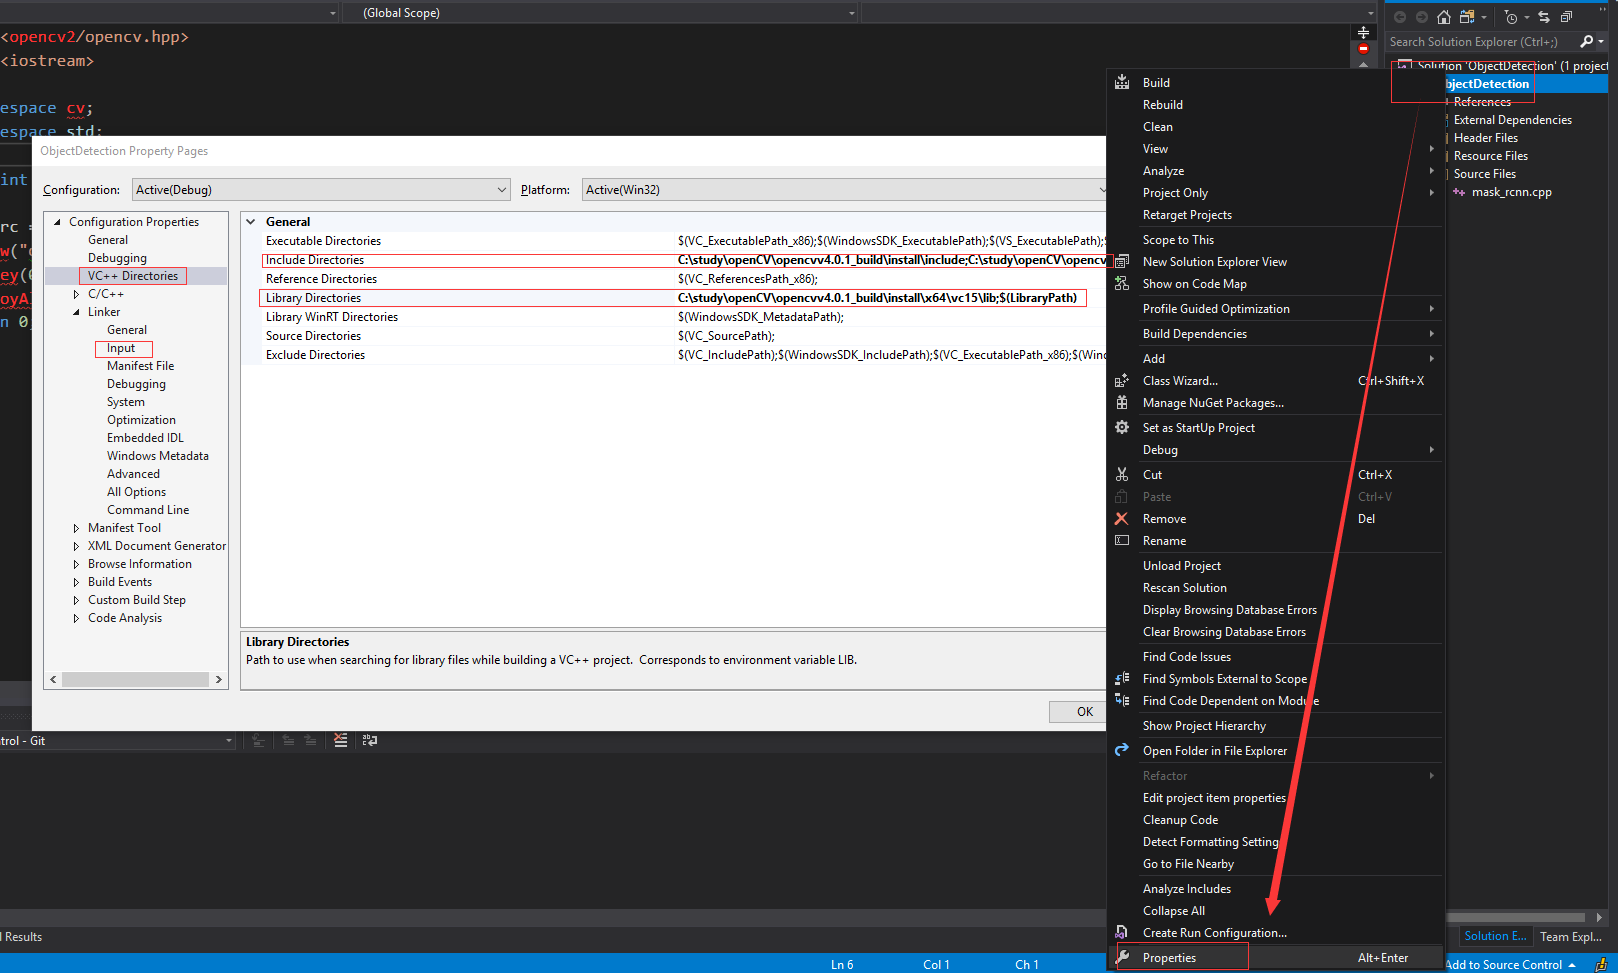 (Global Scope)
<opencv2/opencv.hpp>
<iostream>
espace cv;
espace std;
int
rc =
ey(0
n 0
ObjectDetection Property Pages
Configuration: Active(Debug) Platform: Active(Win32)
Configuration Properties
General
Debugging
VC++ Directories
C/C++
Linker
General
Input
Manifest File
Debugging
System
Optimization
Embedded IDL
Windows Metadata
Advanced
All Options
Command Line
Manifest Tool
XML Document Generator
Browse Information
Build Events
Custom Build Step
Code Analysis
General
Executable Directories $(VC_ExecutablePath_x86);$(WindowsSDK_ExecutablePath);$(VS_ExecutablePath);
Include Directories C:\study\openCV\opencvv4.0.1_build\install\include;C:\study\openCV\opencv
Reference Directories $(VC_ReferencesPath_x86);
Library Directories C:\study\openCV\opencvv4.0.1_build\install\x64\vc15\lib;$(LibraryPath)
Library WinRT Directories $(WindowsSDK_MetadataPath);
Source Directories $(VC_SourcePath);
Exclude Directories $(VC_IncludePath);$(WindowsSDK_IncludePath);$(VC_ExecutablePath_x86);$(Wind
Library Directories
Path to use when searching for library files while building a VC++ project. Corresponds to environment variable LIB.
OK
Build
Rebuild
Clean
View
Analyze
Project Only
Retarget Projects
Scope to This
New Solution Explorer View
Show on Code Map
Profile Guided Optimization
Build Dependencies
Add
Class Wizard... Ctrl+Shift+X
Manage NuGet Packages...
Set as StartUp Project
Debug
Cut Ctrl+X
Paste Ctrl+V
Remove Del
Rename
Unload Project
Rescan Solution
Display Browsing Database Errors
Clear Browsing Database Errors
Find Code Issues
Find Symbols External to Scope
Find Code Dependent on Module
Show Project Hierarchy
Open Folder in File Explorer
Refactor
Edit project item properties
Cleanup Code
Detect Formatting Setting
Go to File Nearby
Analyze Includes
Collapse All
Create Run Configuration...
Properties Alt+Enter
Search Solution Explorer (Ctrl+;)
Solution 'ObjectDetection' (1 project
bjectDetection
References
External Dependencies
Header Files
Resource Files
Source Files
mask_rcnn.cpp
trol - Git
Results
Solution E... Team Expl...
Ln 6 Col 1 Ch 1
Add to Source Control